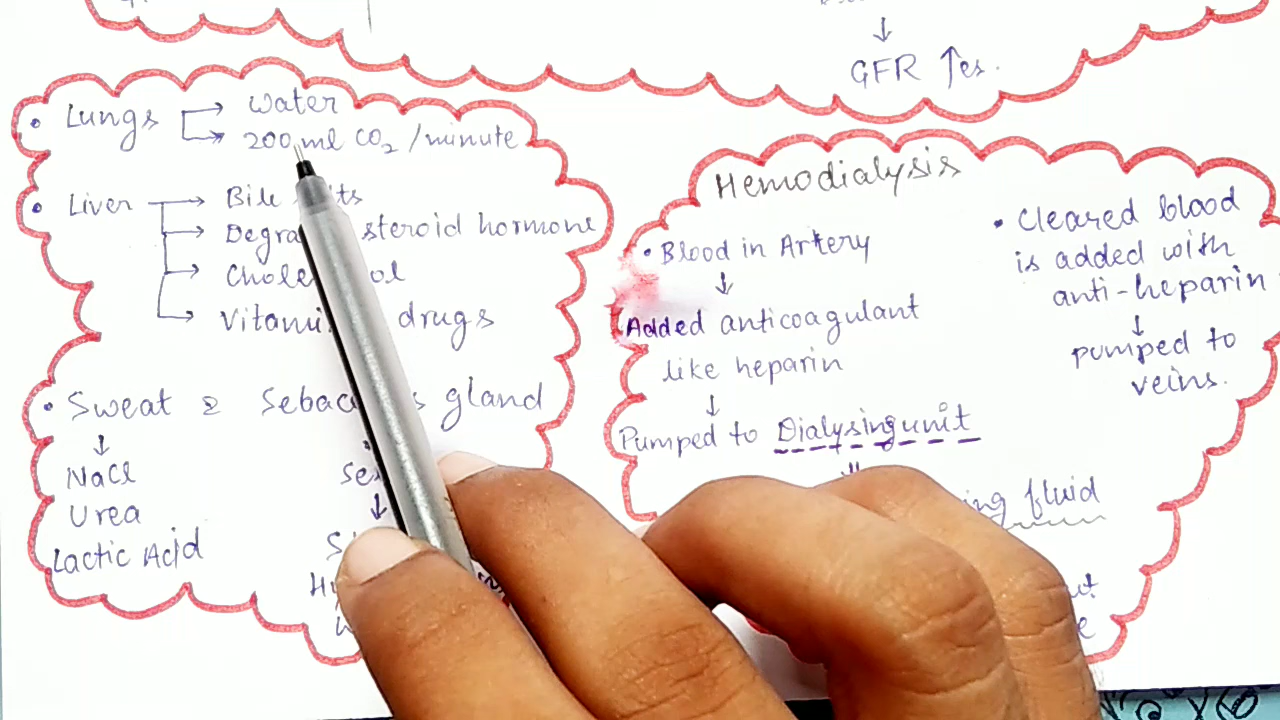 GFR ↑es.
• Lungs → Water
→ 200 ml CO2 /minute
• Liver → Bile
→ steroid hormone
→
→ drugs
• Sweat & gland
↓
NaCl
Urea
Lactic Acid
↓
Hemodialysis
• Blood in Artery
↓
Added anticoagulant
like heparin
↓
Pumped to Dialysing unit
fluid
• Cleared blood
is added with
anti-heparin
↓
pumped to
veins.